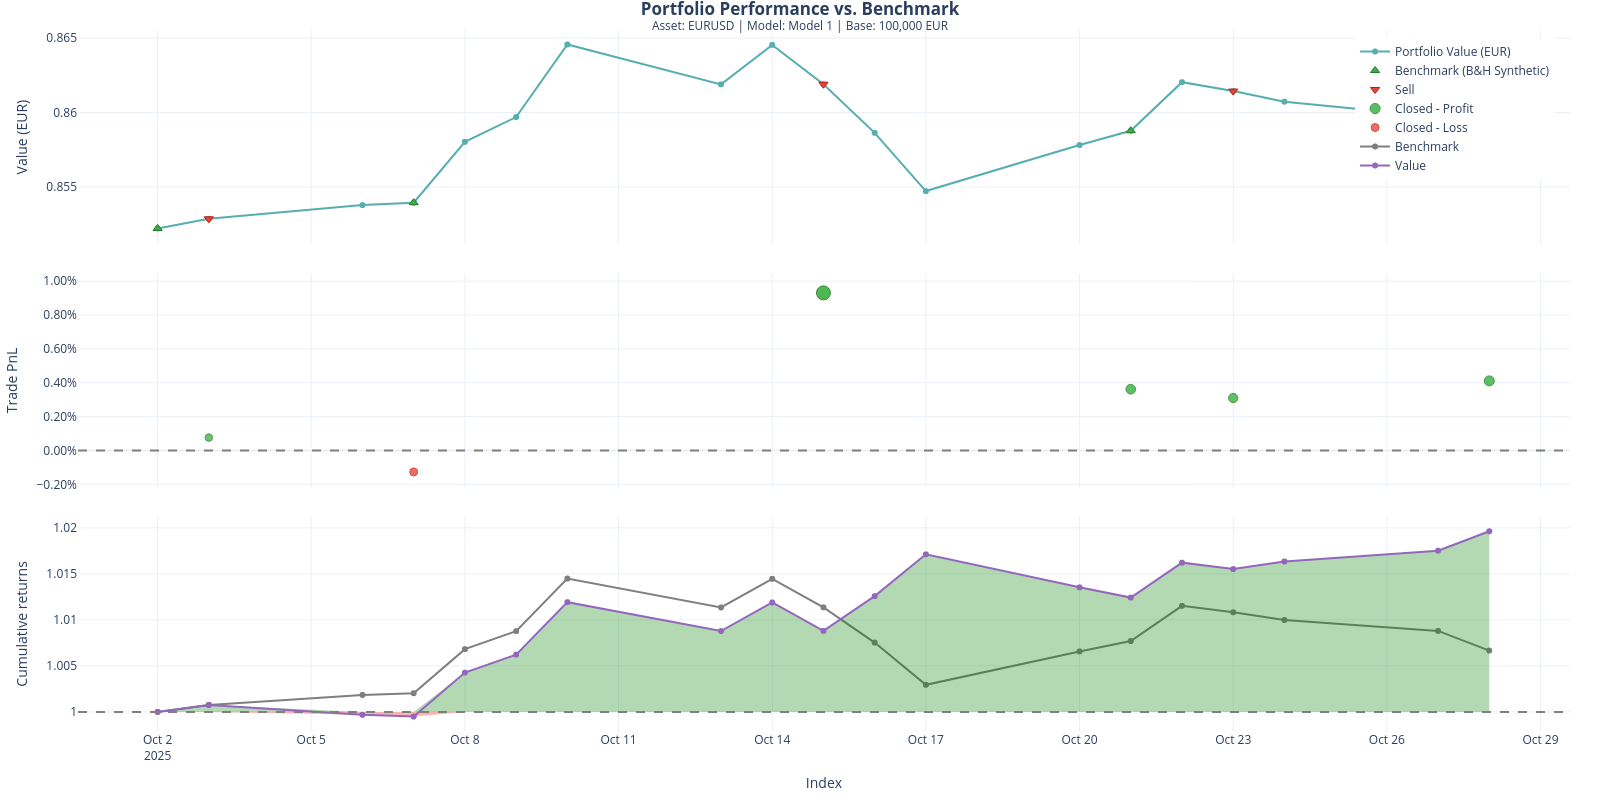 Portfolio Performance vs. Benchmark
Asset: EURUSD | Model: Model 1 | Base: 100,000 EUR
Value (EUR)
0.865
0.86
0.855
Portfolio Value (EUR)
Benchmark (B&H Synthetic)
Sell
Closed - Profit
Closed - Loss
Benchmark
Value
Trade PnL
1.00%
0.80%
0.60%
0.40%
0.20%
0.00%
−0.20%
Cumulative returns
1.02
1.015
1.01
1.005
1
Oct 2 Oct 5 Oct 8 Oct 11 Oct 14 Oct 17 Oct 20 Oct 23 Oct 26 Oct 29
2025
Index